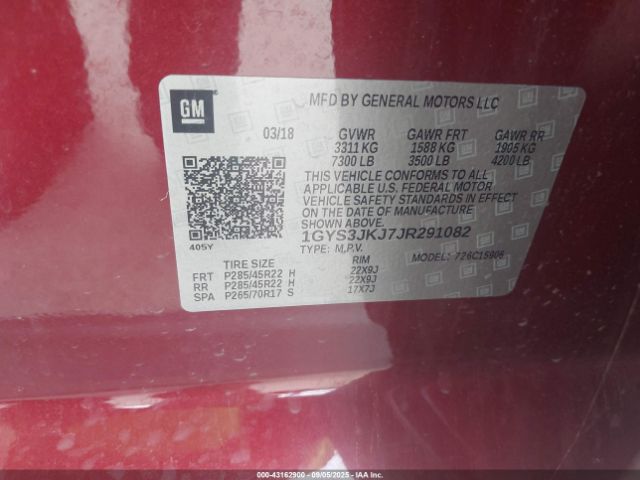 GM
MFD BY GENERAL MOTORS LLC
03/18 GVWR GAWR FRT GAWR RR
3311 KG 1588 KG 1905 KG
7300 LB 3500 LB 4200 LB
THIS VEHICLE CONFORMS TO ALL
APPLICABLE U.S. FEDERAL MOTOR
VEHICLE SAFETY STANDARDS IN EFFECT
ON THE DATE OF MANUFACTURE
SHOWN ABOVE.
1GYS3JKJ7JR291082
405Y
TYPE: M.P.V. MODEL: 726C15906
TIRE SIZE RIM
FRT P285/45R22 H 22X9J
RR P285/45R22 H 22X9J
SPA P265/70R17 S 17X7J
000-43162900 - 09/05/2025 - IAAI.COM